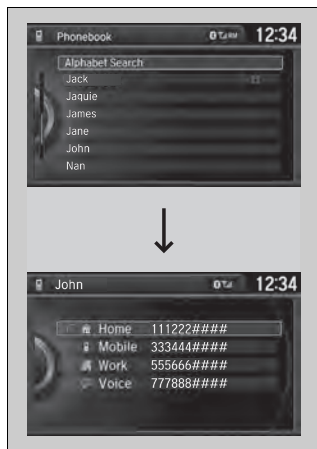 Phonebook 12:34
Alphabet Search
Jack
Jaquie
James
Jane
John
Nan
John 12:34
Home 111222####
Mobile 333444####
Work 555666####
Voice 777888####